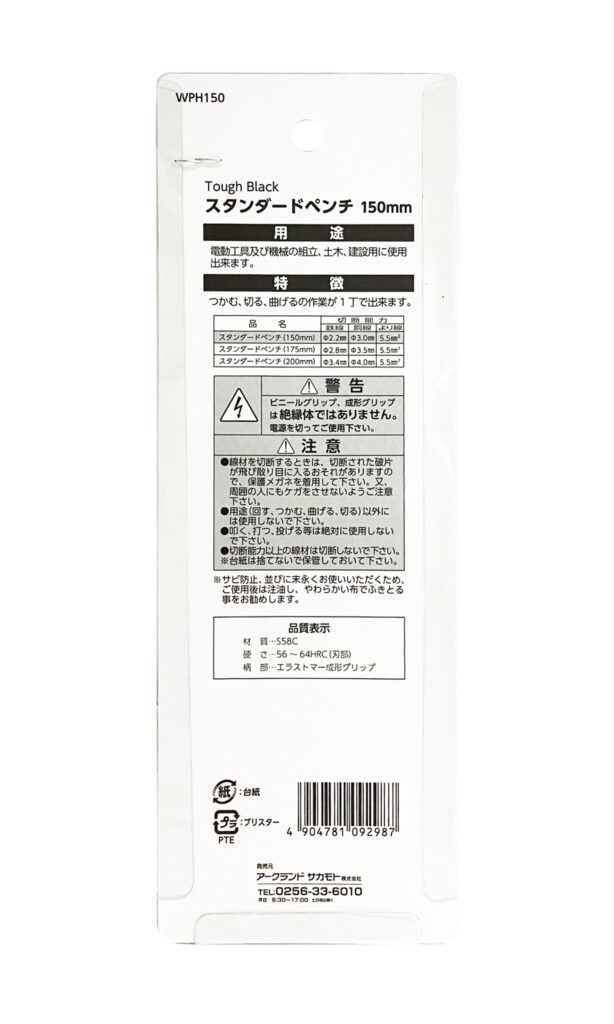 WPH150
Tough Black
スタンダードペンチ 150mm
用 途
電動工具及び機械の組立、土木、建設用に使用
出来ます。
特 徴
つかむ、切る、曲げるの作業が１丁で出来ます。
品 名 切 断 能 力
鉄線 銅線 より線
スタンダードペンチ(150mm) Φ2.2㎜ Φ3.0㎜ 5.5㎜²
スタンダードペンチ(175mm) Φ2.8㎜ Φ3.5㎜ 5.5㎜²
スタンダードペンチ(200mm) Φ3.4㎜ Φ4.0㎜ 5.5㎜²
警 告
ビニールグリップ、成形グリップ
は絶縁体ではありません。
電源を切ってご使用下さい。
注 意
●線材を切断するときは、切断された破片
が飛び散り目に入るおそれがありますの
で、保護メガネを着用して下さい。又、
周囲の人にもケガをさせないようご注意
下さい。
●用途(回す、つかむ、曲げる、切る)以外に
は使用しないで下さい。
●叩く、打つ、投げる等は絶対に使用しない
で下さい。
●切断能力以上の線材は切断しないで下さい。
※台紙は捨てないで保管しておいて下さい。
※サビ防止、並びに末永くお使いいただくため、
ご使用後は注油し、やわらかい布でふきとる
事をお勧めします。
品質表示
材 質…S58C
硬 さ…56～64HRC(刃部)
柄 部…エラストマー成形グリップ
紙:台紙
プラ:ブリスター
PTE
4 904781 092987
発売元
アークランド サカモト株式会社
TEL:0256-33-6010
平日:9:30～17:00 土日祝は除く